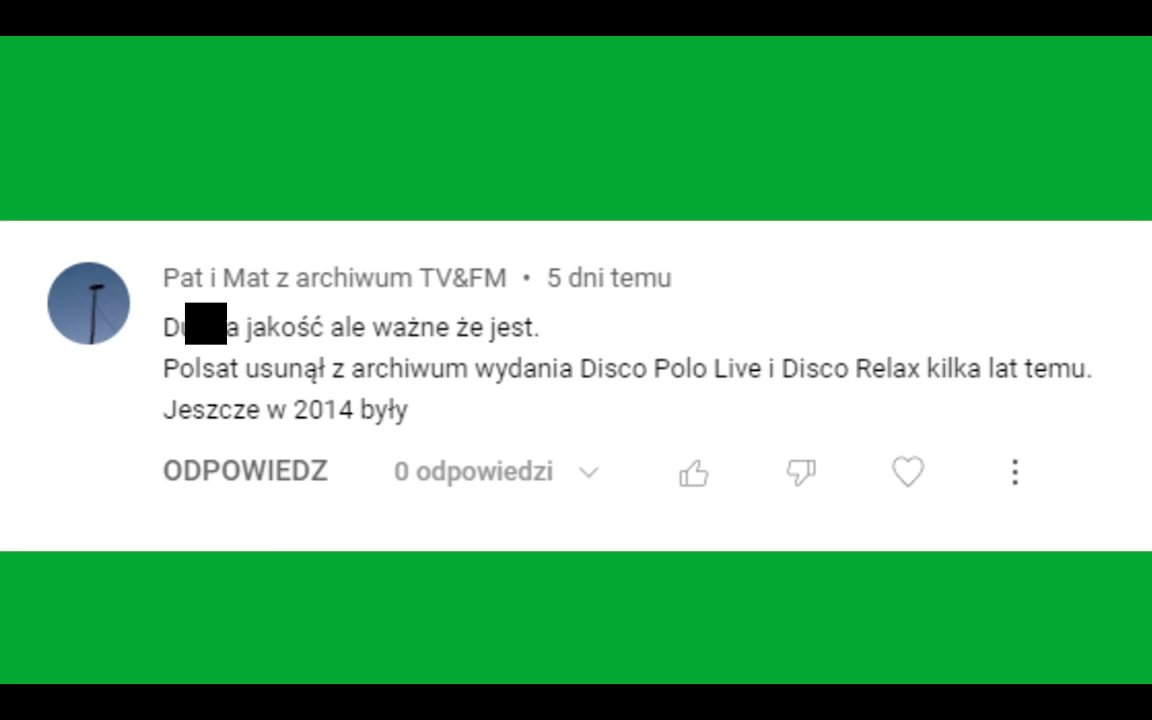 Pat i Mat z archiwum TV&FM • 5 dni temu
jakość ale ważne że jest.
Polsat usunął z archiwum wydania Disco Polo Live i Disco Relax kilka lat temu.
Jeszcze w 2014 były
ODPOWIEDZ 0 odpowiedzi